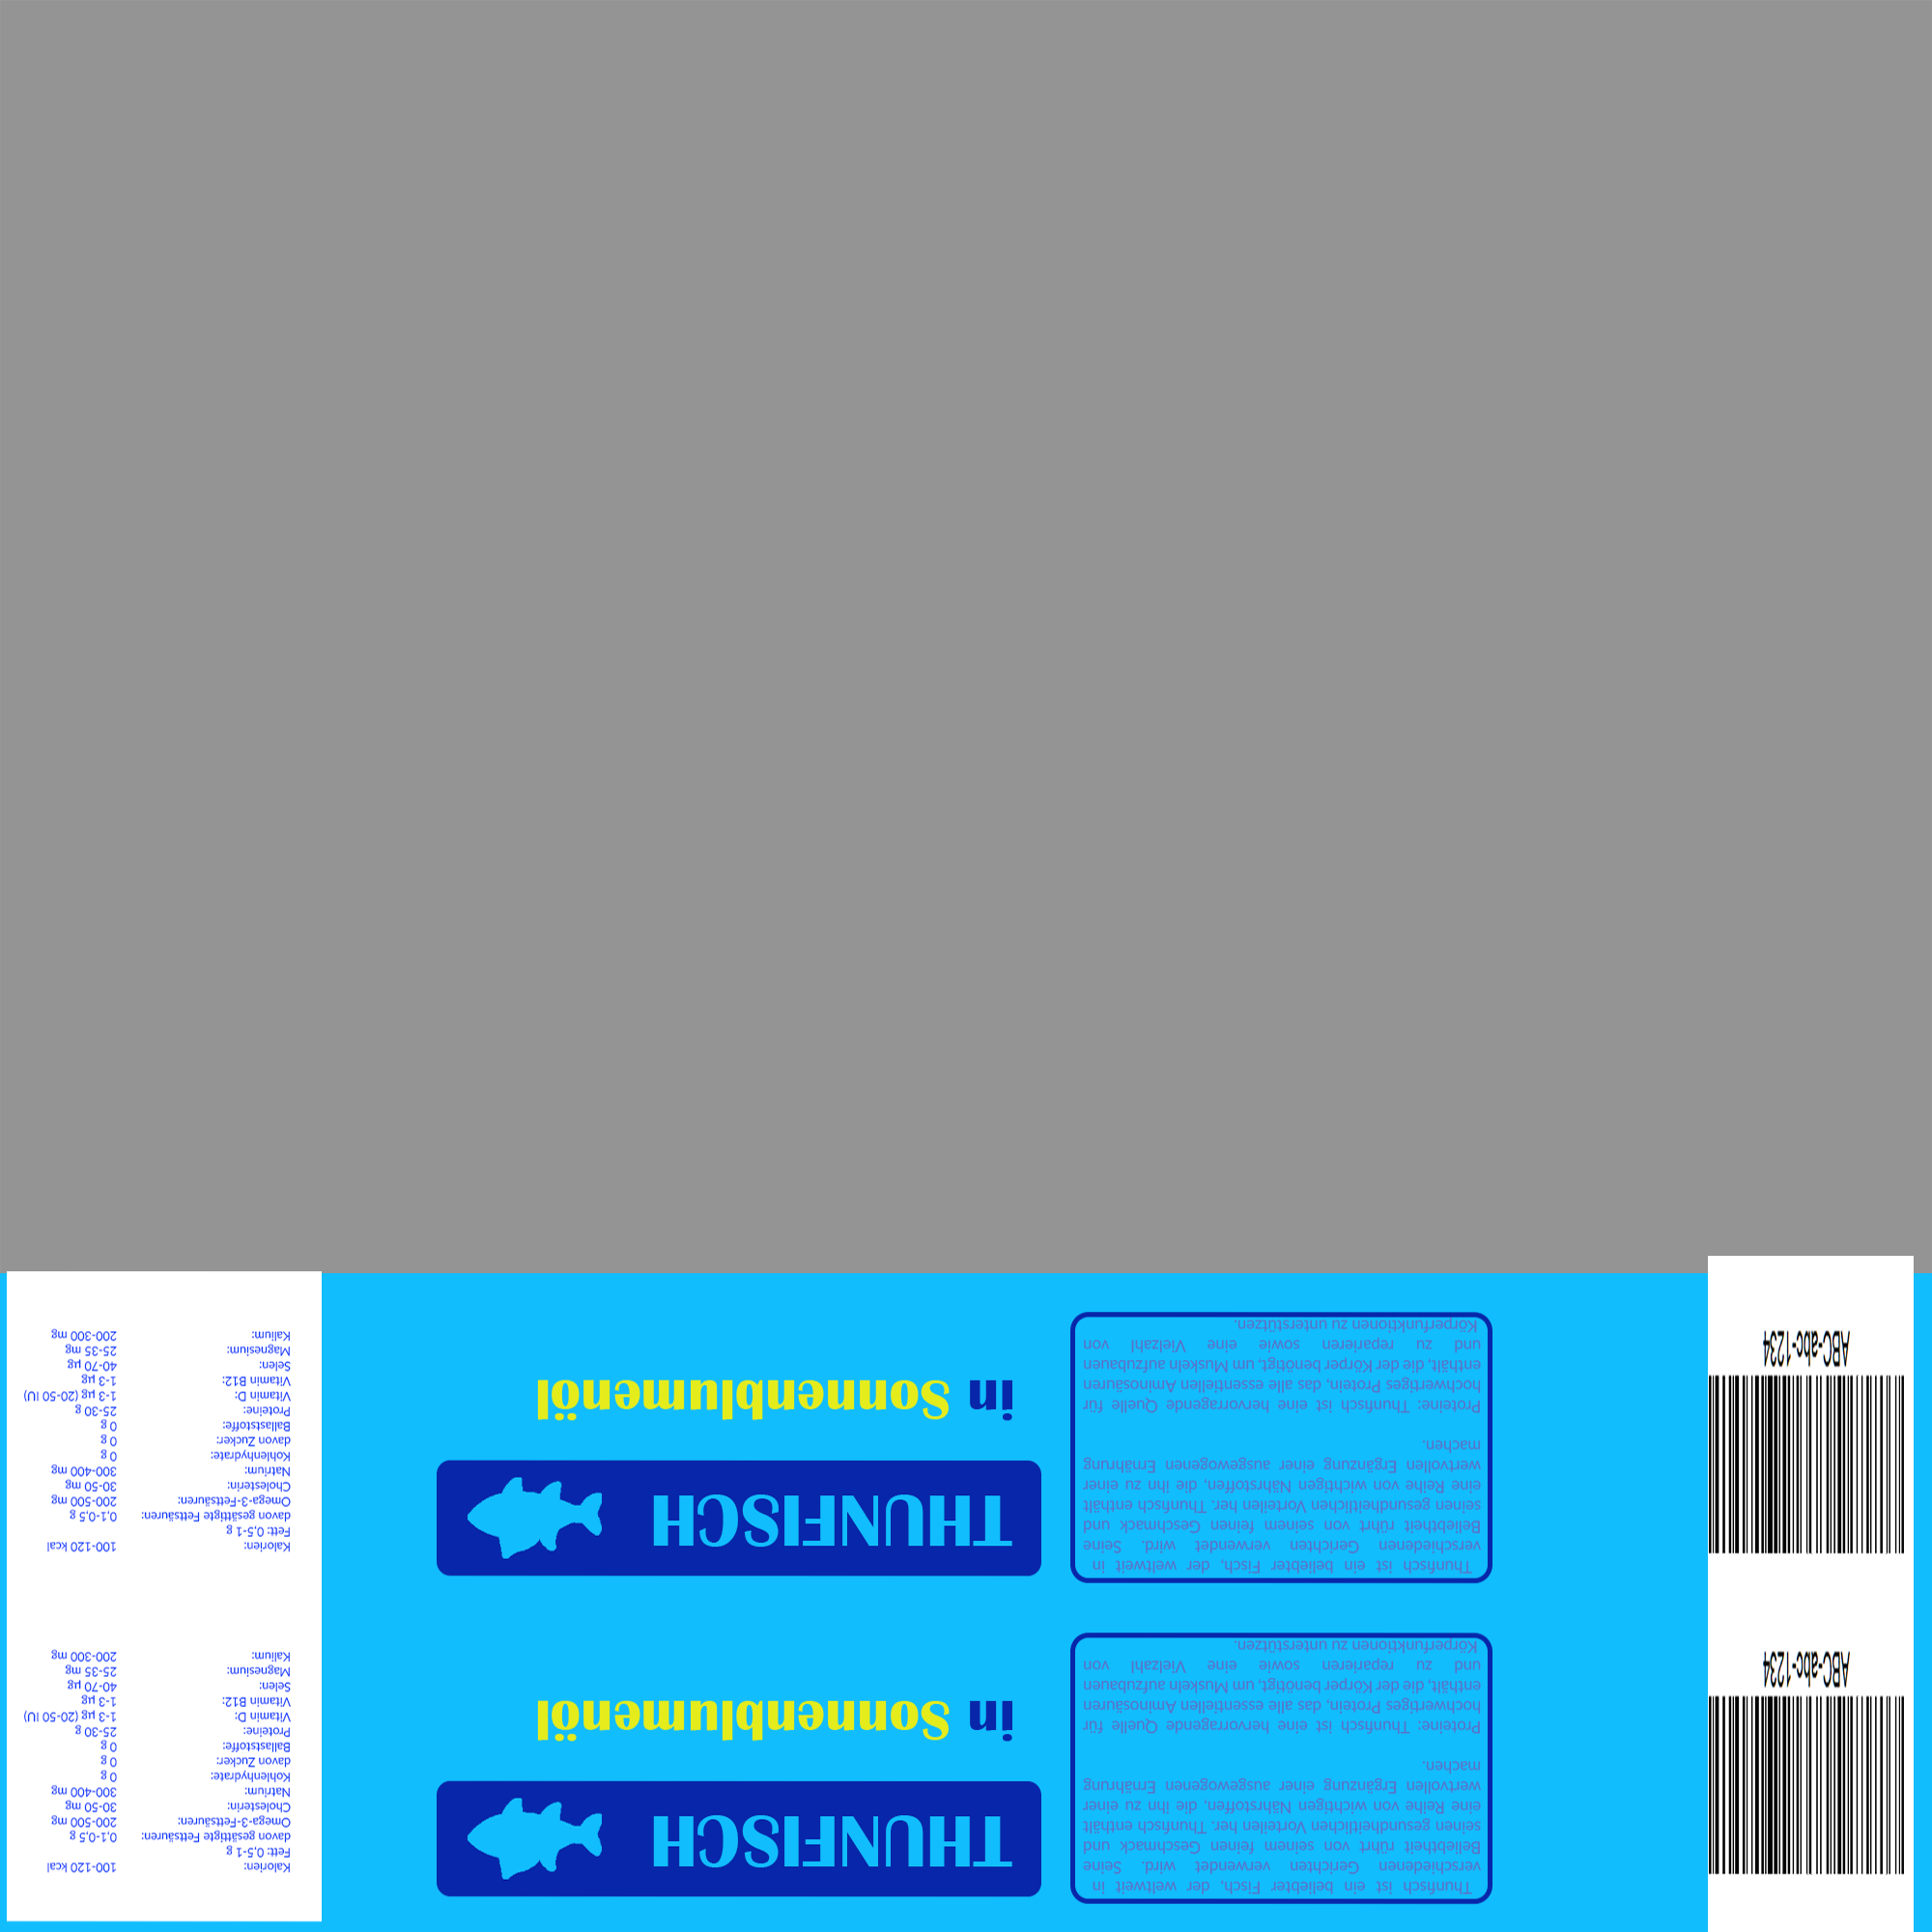 ABC-abc-1234
Thunfisch ist ein beliebter Fisch, der weltweit in
verschiedenen Gerichten verwendet wird. Seine
Beliebtheit rührt von seinem feinen Geschmack und
seinen gesundheitlichen Vorteilen her. Thunfisch enthält
eine Reihe von wichtigen Nährstoffen, die ihn zu einer
wertvollen Ergänzung einer ausgewogenen Ernährung
machen.
Proteine: Thunfisch ist eine hervorragende Quelle für
hochwertiges Protein, das alle essentiellen Aminosäuren
enthält, die der Körper benötigt, um Muskeln aufzubauen
und zu reparieren sowie eine Vielzahl von
Körperfunktionen zu unterstützen.
THUNFISCH
in Sonnenblumenöl
Kalorien: 100-120 kcal
Fett: 0,5-1 g
davon gesättigte Fettsäuren: 0,1-0,5 g
Omega-3-Fettsäuren: 200-500 mg
Cholesterin: 30-50 mg
Natrium: 300-400 mg
Kohlenhydrate: 0 g
davon Zucker: 0 g
Ballaststoffe: 0 g
Proteine: 25-30 g
Vitamin D: 1-3 µg (20-50 IU)
Vitamin B12: 1-3 µg
Selen: 40-70 µg
Magnesium: 25-35 mg
Kalium: 200-300 mg
ABC-abc-1234
Thunfisch ist ein beliebter Fisch, der weltweit in
verschiedenen Gerichten verwendet wird. Seine
Beliebtheit rührt von seinem feinen Geschmack und
seinen gesundheitlichen Vorteilen her. Thunfisch enthält
eine Reihe von wichtigen Nährstoffen, die ihn zu einer
wertvollen Ergänzung einer ausgewogenen Ernährung
machen.
Proteine: Thunfisch ist eine hervorragende Quelle für
hochwertiges Protein, das alle essentiellen Aminosäuren
enthält, die der Körper benötigt, um Muskeln aufzubauen
und zu reparieren sowie eine Vielzahl von
Körperfunktionen zu unterstützen.
THUNFISCH
in Sonnenblumenöl
Kalorien: 100-120 kcal
Fett: 0,5-1 g
davon gesättigte Fettsäuren: 0,1-0,5 g
Omega-3-Fettsäuren: 200-500 mg
Cholesterin: 30-50 mg
Natrium: 300-400 mg
Kohlenhydrate: 0 g
davon Zucker: 0 g
Ballaststoffe: 0 g
Proteine: 25-30 g
Vitamin D: 1-3 µg (20-50 IU)
Vitamin B12: 1-3 µg
Selen: 40-70 µg
Magnesium: 25-35 mg
Kalium: 200-300 mg